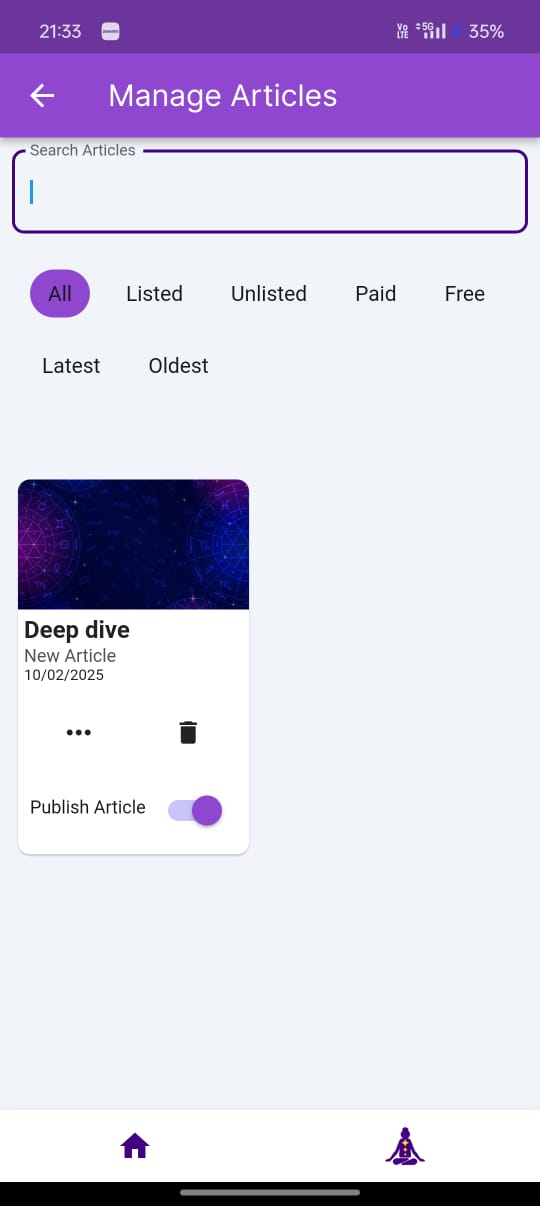 21:33
Vo LTE 5G 35%
Manage Articles
Search Articles
All Listed Unlisted Paid Free
Latest Oldest
Deep dive
New Article
10/02/2025
Publish Article